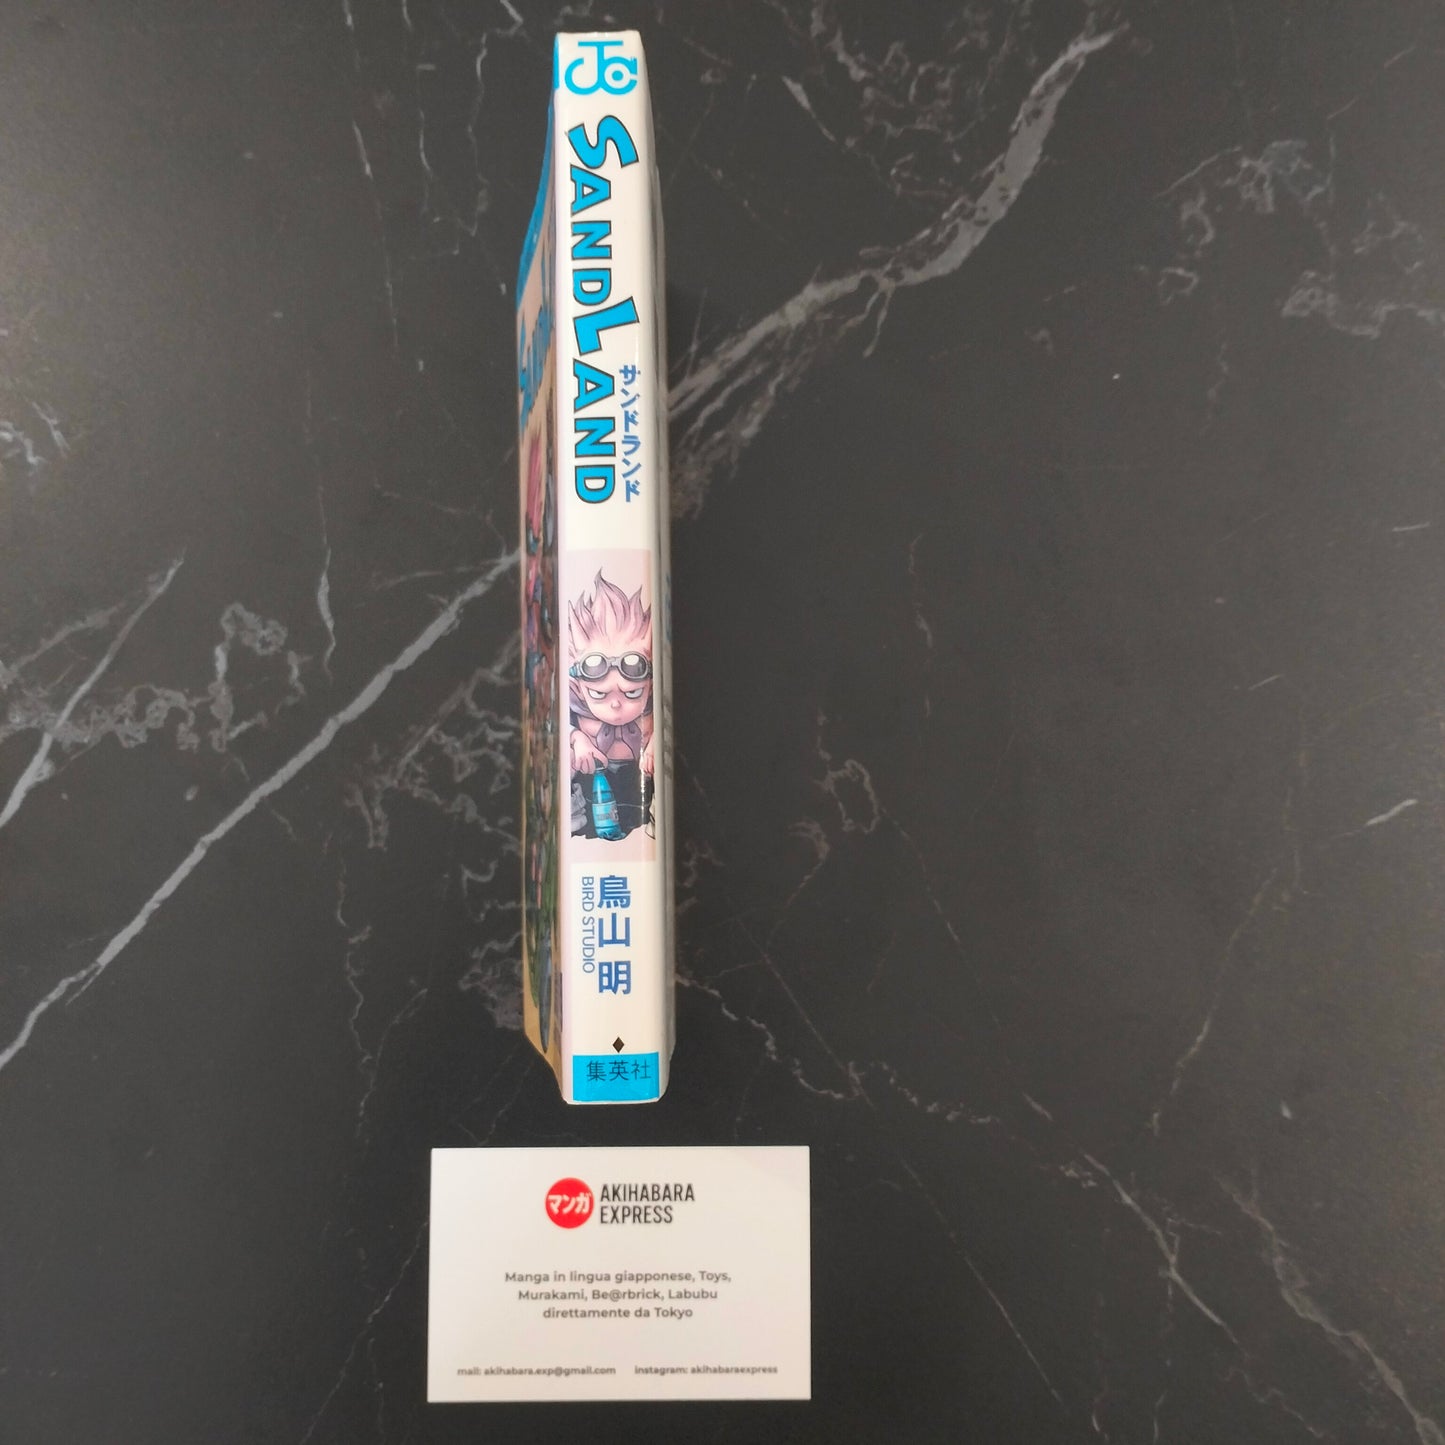 JC
SAND LAND
サンドランド
鳥山 明
BIRD STUDIO
集英社
マンガ
AKIHABARA
EXPRESS
Manga in lingua giapponese, Toys,
Murakami, Be@rbrick, Labubu
direttamente da Tokyo
mail: akihabara.exp@gmail.com
instagram: akihabaraexpress